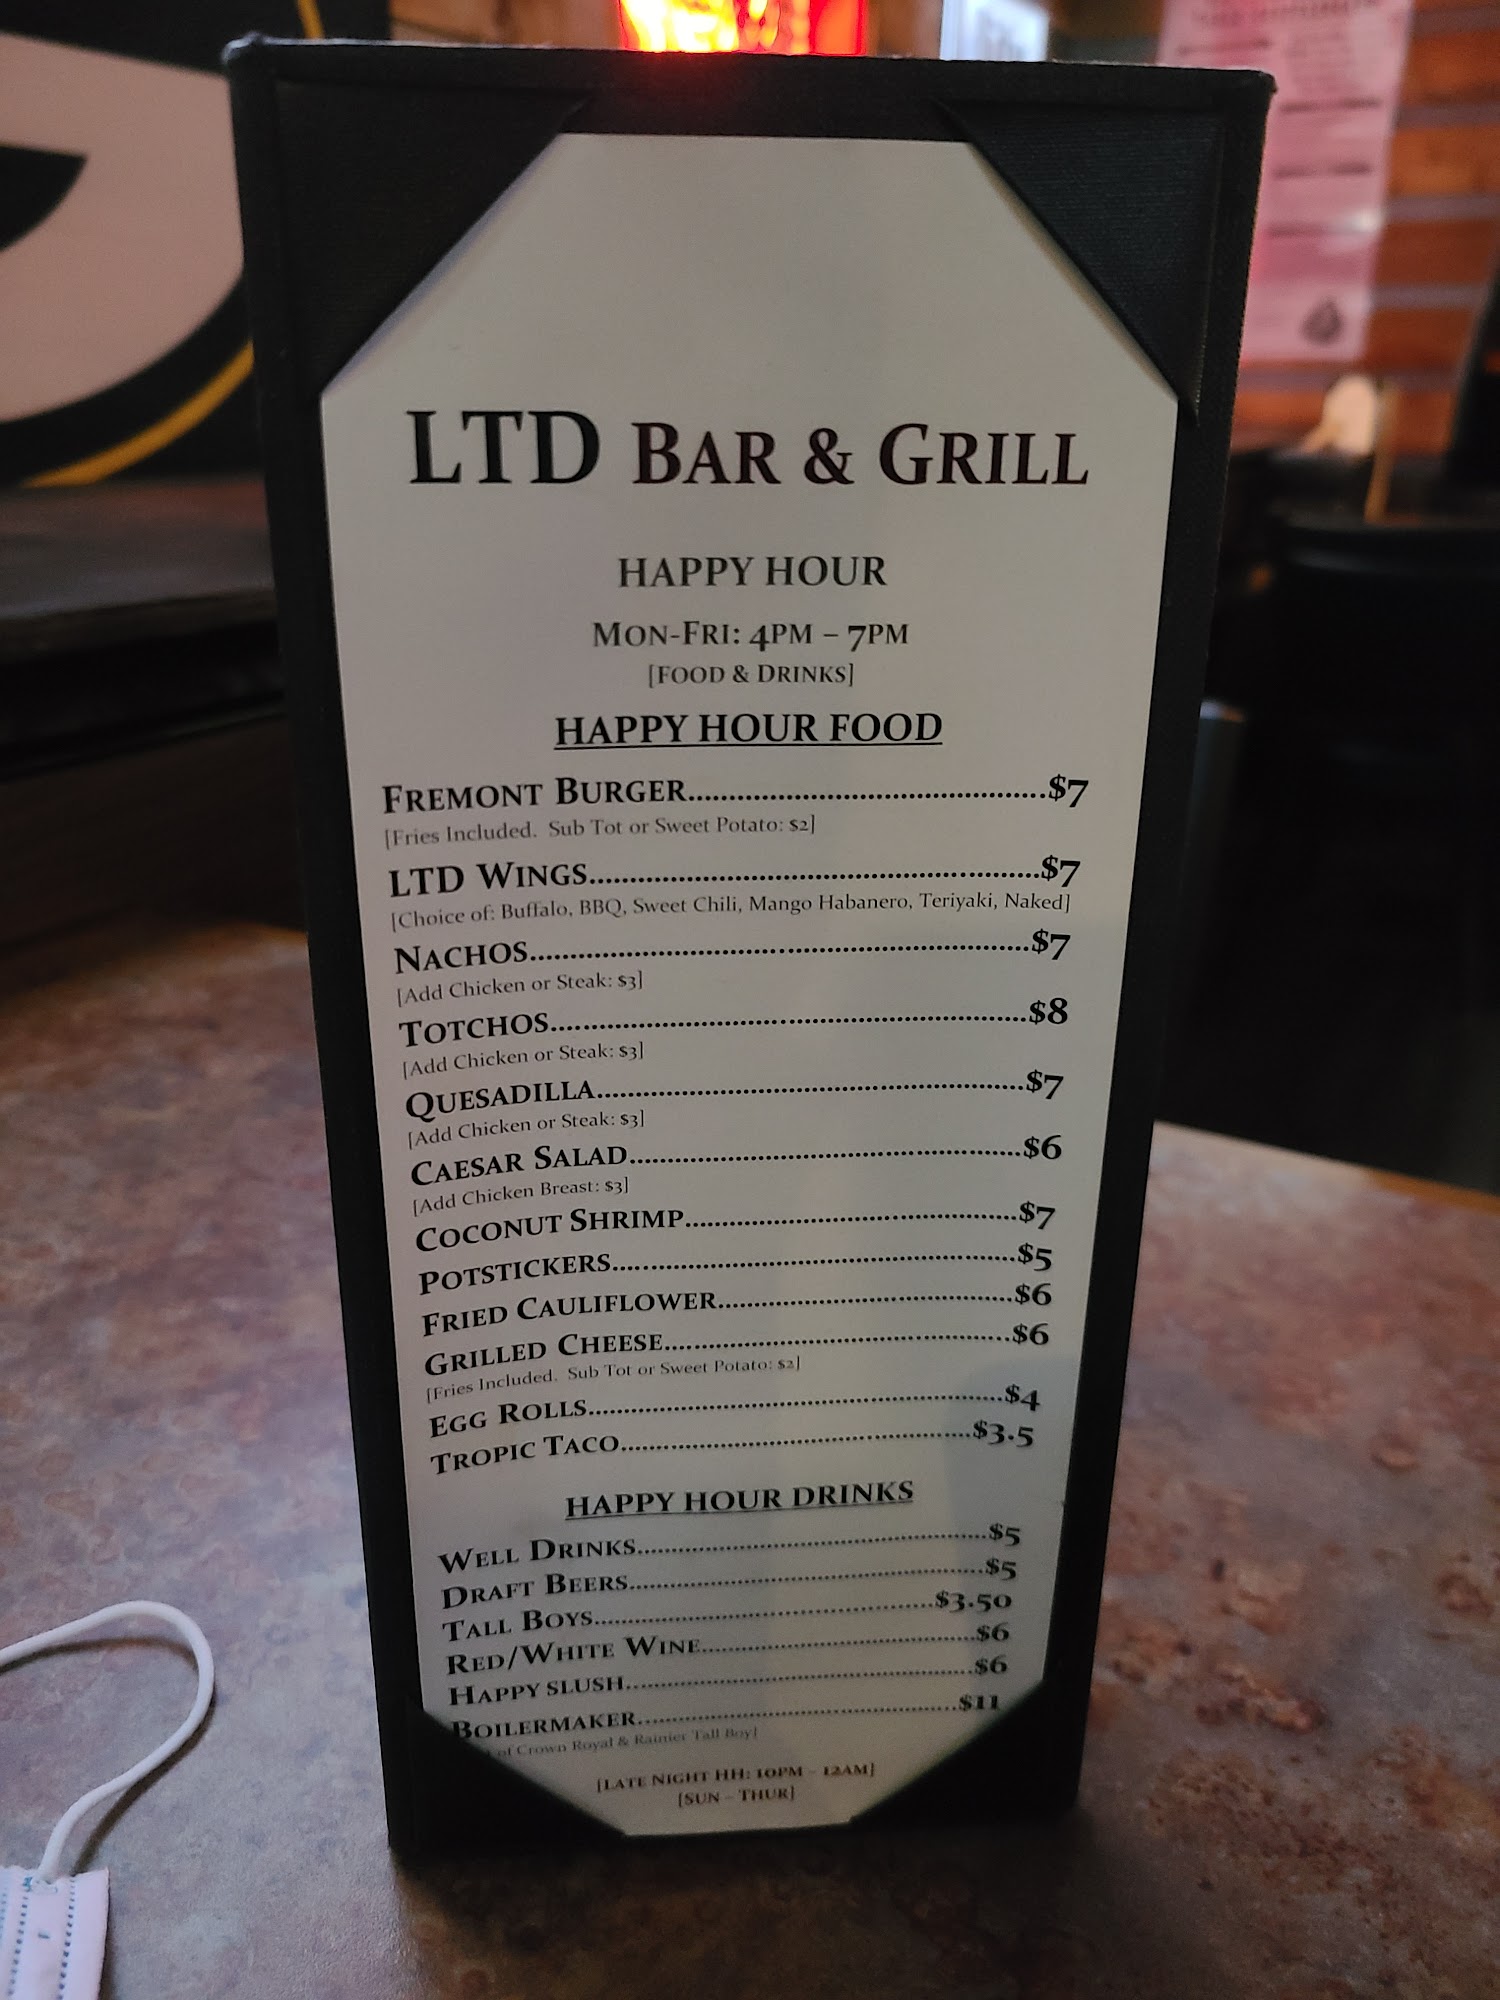 LTD BAR & GRILL
HAPPY HOUR
MON-FRI: 4PM – 7PM
[FOOD & DRINKS]
HAPPY HOUR FOOD
FREMONT BURGER..........$7
[Fries Included. Sub Tot or Sweet Potato: $2]
LTD WINGS..........$7
[Choice of: Buffalo, BBQ, Sweet Chili, Mango Habanero, Teriyaki, Naked]
NACHOS..........$7
[Add Chicken or Steak: $3]
TOTCHOS..........$8
[Add Chicken or Steak: $3]
QUESADILLA..........$7
[Add Chicken or Steak: $3]
CAESAR SALAD..........$6
[Add Chicken Breast: $3]
COCONUT SHRIMP..........$7
POTSTICKERS..........$5
FRIED CAULIFLOWER..........$6
GRILLED CHEESE..........$6
[Fries Included. Sub Tot or Sweet Potato: $2]
EGG ROLLS..........$4
TROPIC TACO..........$3.5
HAPPY HOUR DRINKS
WELL DRINKS..........$5
DRAFT BEERS..........$5
TALL BOYS..........$3.50
RED/WHITE WINE..........$6
HAPPY SLUSH..........$6
BOILERMAKER..........$11
of Crown Royal & Rainier Tall Boy]
[LATE NIGHT HH: 10PM – 12AM]
[SUN – THUR]